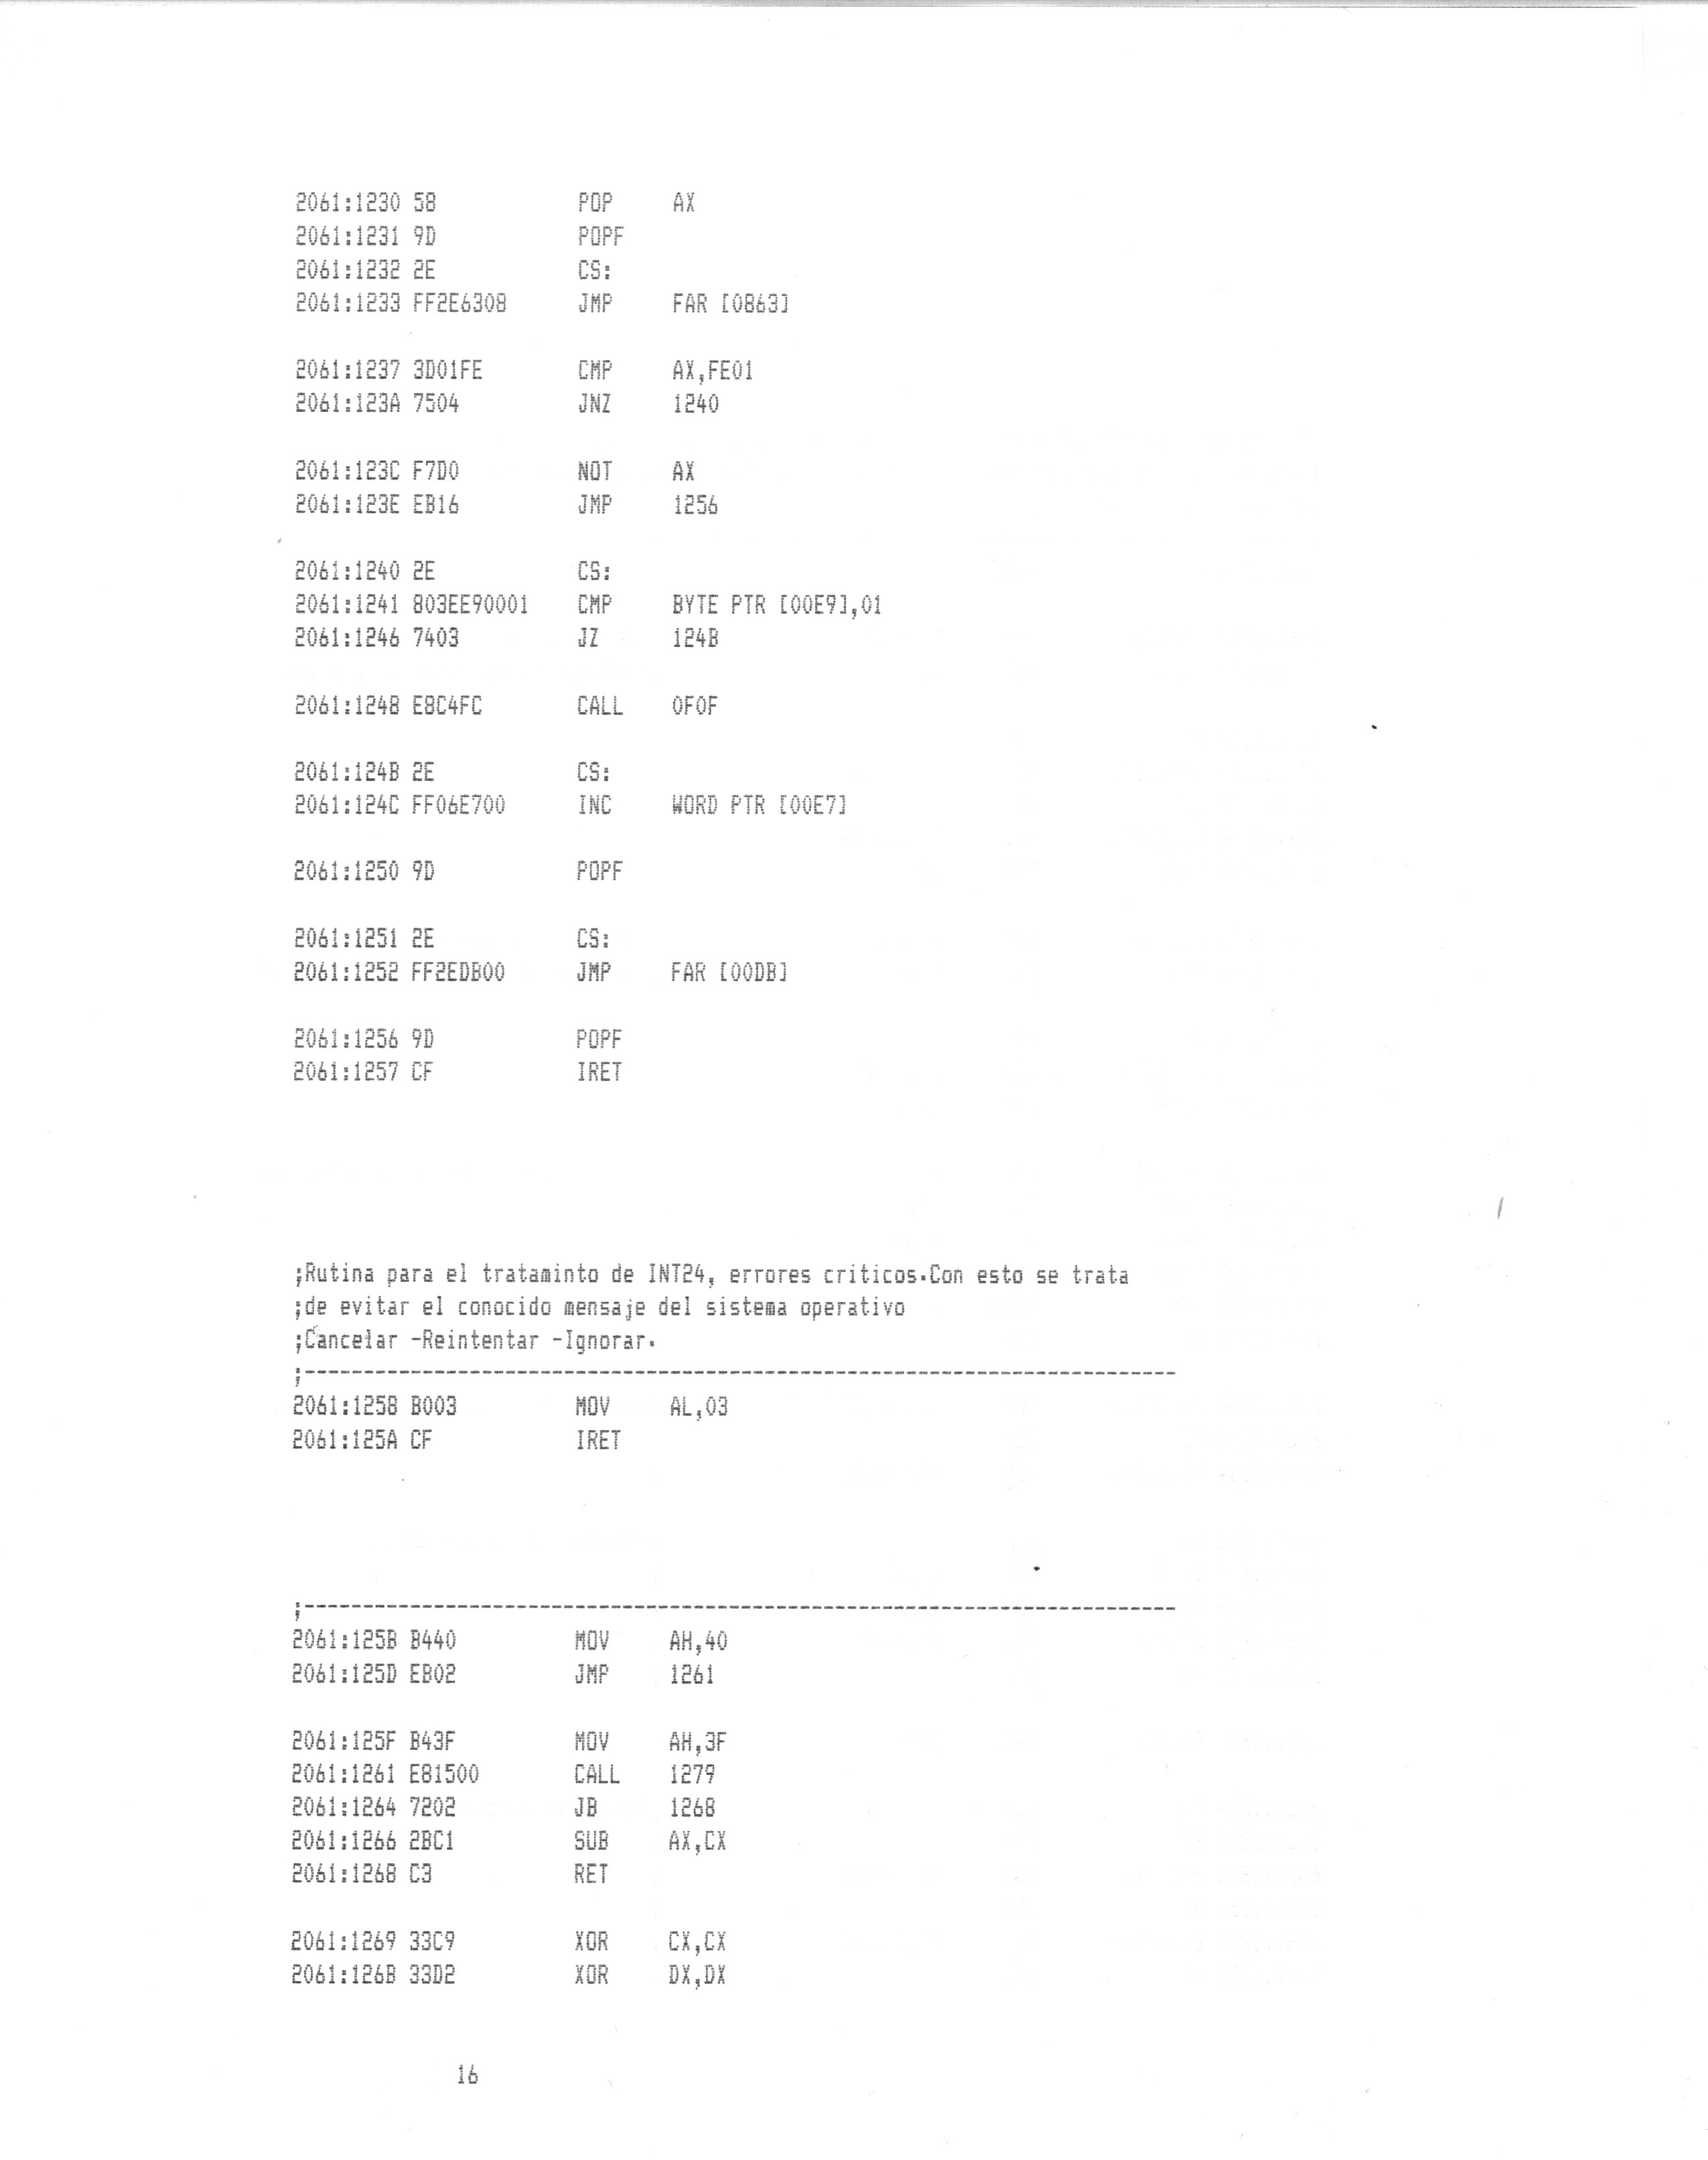 2061:1230 58 POP AX
2061:1231 9D POPF
2061:1232 2E CS:
2061:1233 FF2E6308 JMP FAR [0863]
2061:1237 3D01FE CMP AX,FE01
2061:123A 7504 JNZ 1240
2061:123C F7D0 NOT AX
2061:123E EB16 JMP 1256
2061:1240 2E CS:
2061:1241 803EE90001 CMP BYTE PTR [00E9],01
2061:1246 7403 JZ 124B
2061:1248 E8C4FC CALL 0F0F
2061:124B 2E CS:
2061:124C FF06E700 INC WORD PTR [00E7]
2061:1250 9D POPF
2061:1251 2E CS:
2061:1252 FF2EDB00 JMP FAR [00DB]
2061:1256 9D POPF
2061:1257 CF IRET
;Rutina para el trataminto de INT24, errores criticos.Con esto se trata
;de evitar el conocido mensaje del sistema operativo
;Cancelar -Reintentar -Ignorar.
;---------------------------------------------------------------------------
2061:1258 B003 MOV AL,03
2061:125A CF IRET
;---------------------------------------------------------------------------
2061:125B B440 MOV AH,40
2061:125D EB02 JMP 1261
2061:125F B43F MOV AH,3F
2061:1261 E81500 CALL 1279
2061:1264 7202 JB 1268
2061:1266 2BC1 SUB AX,CX
2061:1268 C3 RET
2061:1269 33C9 XOR CX,CX
2061:126B 33D2 XOR DX,DX
16